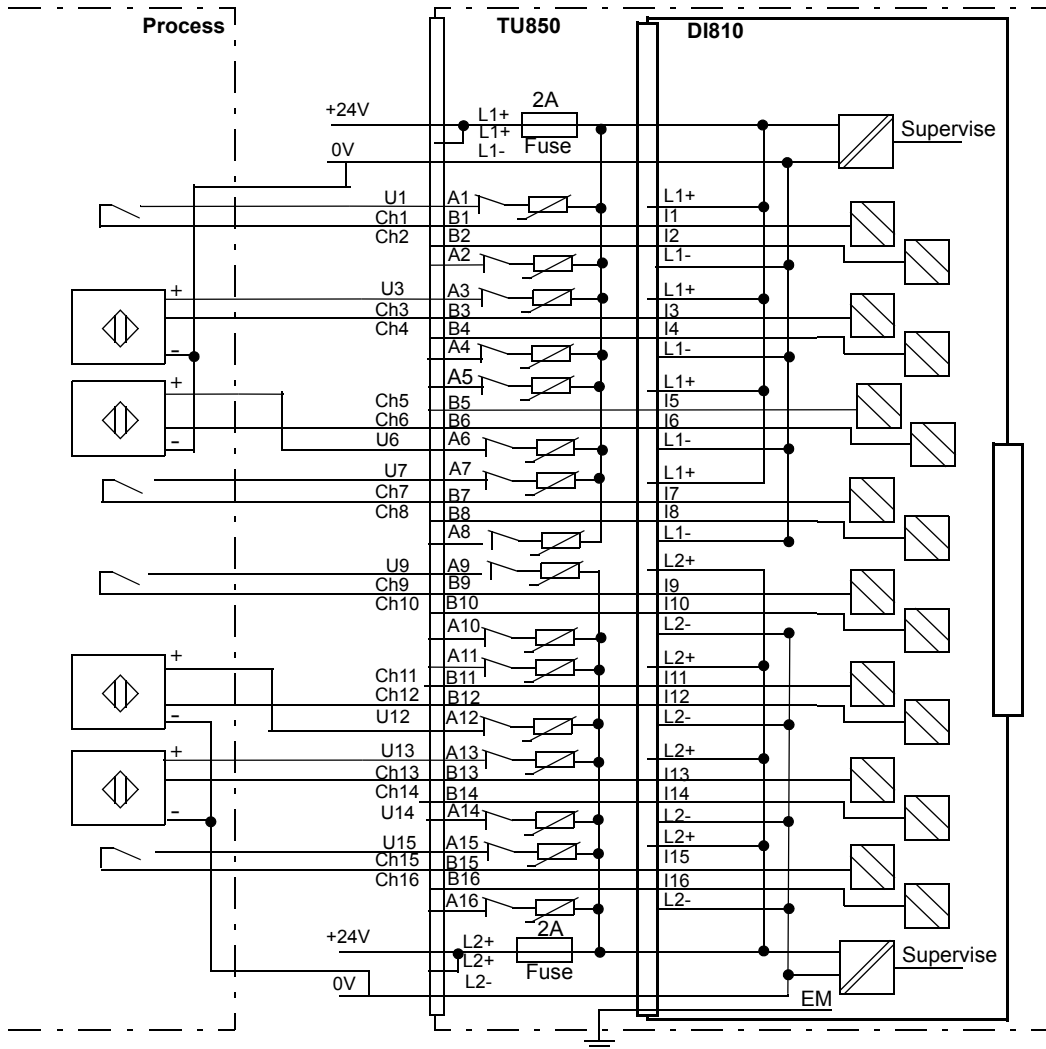 Process TU850 DI810
2A
+24V L1+
L1+ Supervise
0V L1- Fuse
U1 A1 L1+
Ch1 B1 I1
Ch2 B2 I2
A2 L1-
+ U3 A3 L1+
Ch3 B3 I3
Ch4 B4 I4
- A4 L1-
+ A5 L1+
Ch5 B5 I5
Ch6 B6 I6
- U6 A6 L1-
U7 A7 L1+
Ch7 B7 I7
Ch8 B8 I8
A8 L1-
U9 A9 L2+
Ch9 B9 I9
Ch10 B10 I10
A10 L2-
+ A11 L2+
Ch11 B11 I11
Ch12 B12 I12
- U12 A12 L2-
+ U13 A13 L2+
Ch13 B13 I13
Ch14 B14 I14
- U14 A14 L2-
U15 A15 L2+
Ch15 B15 I15
Ch16 B16 I16
A16 L2-
2A
+24V L2+ Supervise
L2+ Fuse
0V L2-
EM